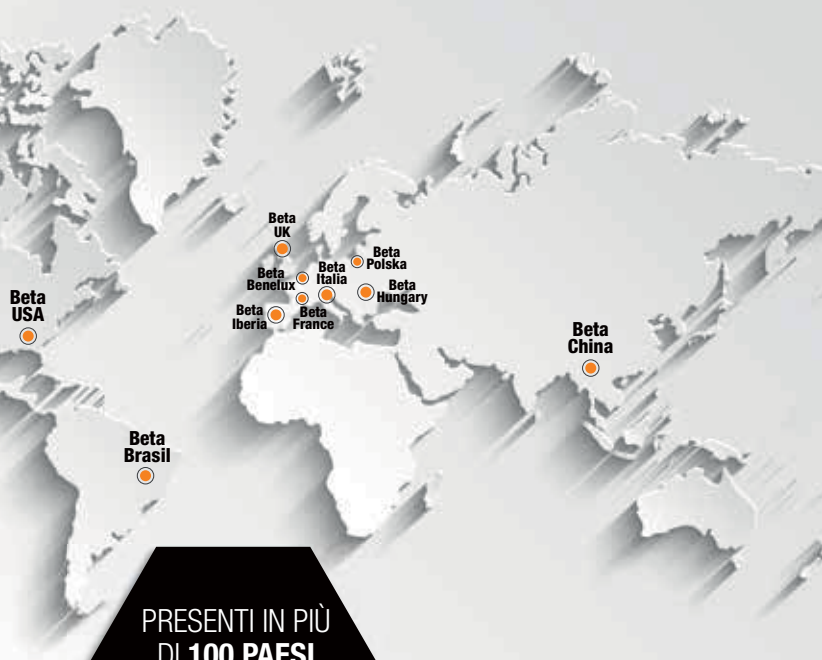 Beta
UK
Beta
Polska
Beta
Italia
Beta
Benelux
Beta
Hungary
Beta
Iberia
Beta
France
Beta
USA
Beta
China
Beta
Brasil
PRESENTI IN PIÙ
DI 100 PAESI